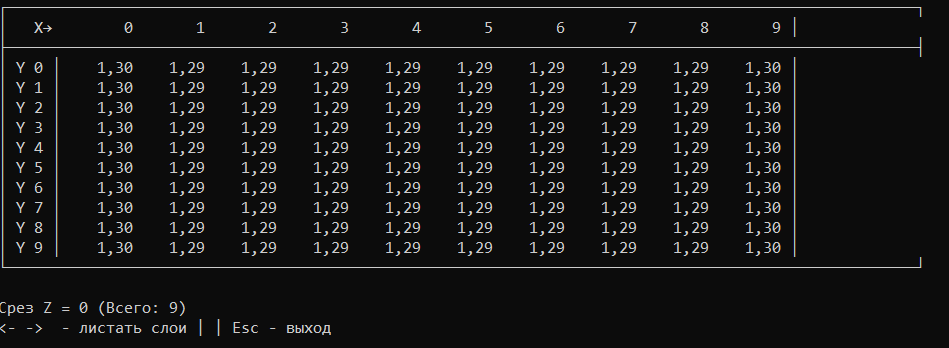 X→ 0 1 2 3 4 5 6 7 8 9 |
Y 0 | 1,30 1,29 1,29 1,29 1,29 1,29 1,29 1,29 1,29 1,30 |
Y 1 | 1,30 1,29 1,29 1,29 1,29 1,29 1,29 1,29 1,29 1,30 |
Y 2 | 1,30 1,29 1,29 1,29 1,29 1,29 1,29 1,29 1,29 1,30 |
Y 3 | 1,30 1,29 1,29 1,29 1,29 1,29 1,29 1,29 1,29 1,30 |
Y 4 | 1,30 1,29 1,29 1,29 1,29 1,29 1,29 1,29 1,29 1,30 |
Y 5 | 1,30 1,29 1,29 1,29 1,29 1,29 1,29 1,29 1,29 1,30 |
Y 6 | 1,30 1,29 1,29 1,29 1,29 1,29 1,29 1,29 1,29 1,30 |
Y 7 | 1,30 1,29 1,29 1,29 1,29 1,29 1,29 1,29 1,29 1,30 |
Y 8 | 1,30 1,29 1,29 1,29 1,29 1,29 1,29 1,29 1,29 1,30 |
Y 9 | 1,30 1,29 1,29 1,29 1,29 1,29 1,29 1,29 1,29 1,30 |
Срез Z = 0 (Всего: 9)
<- -> - листать слои | | Esc - выход